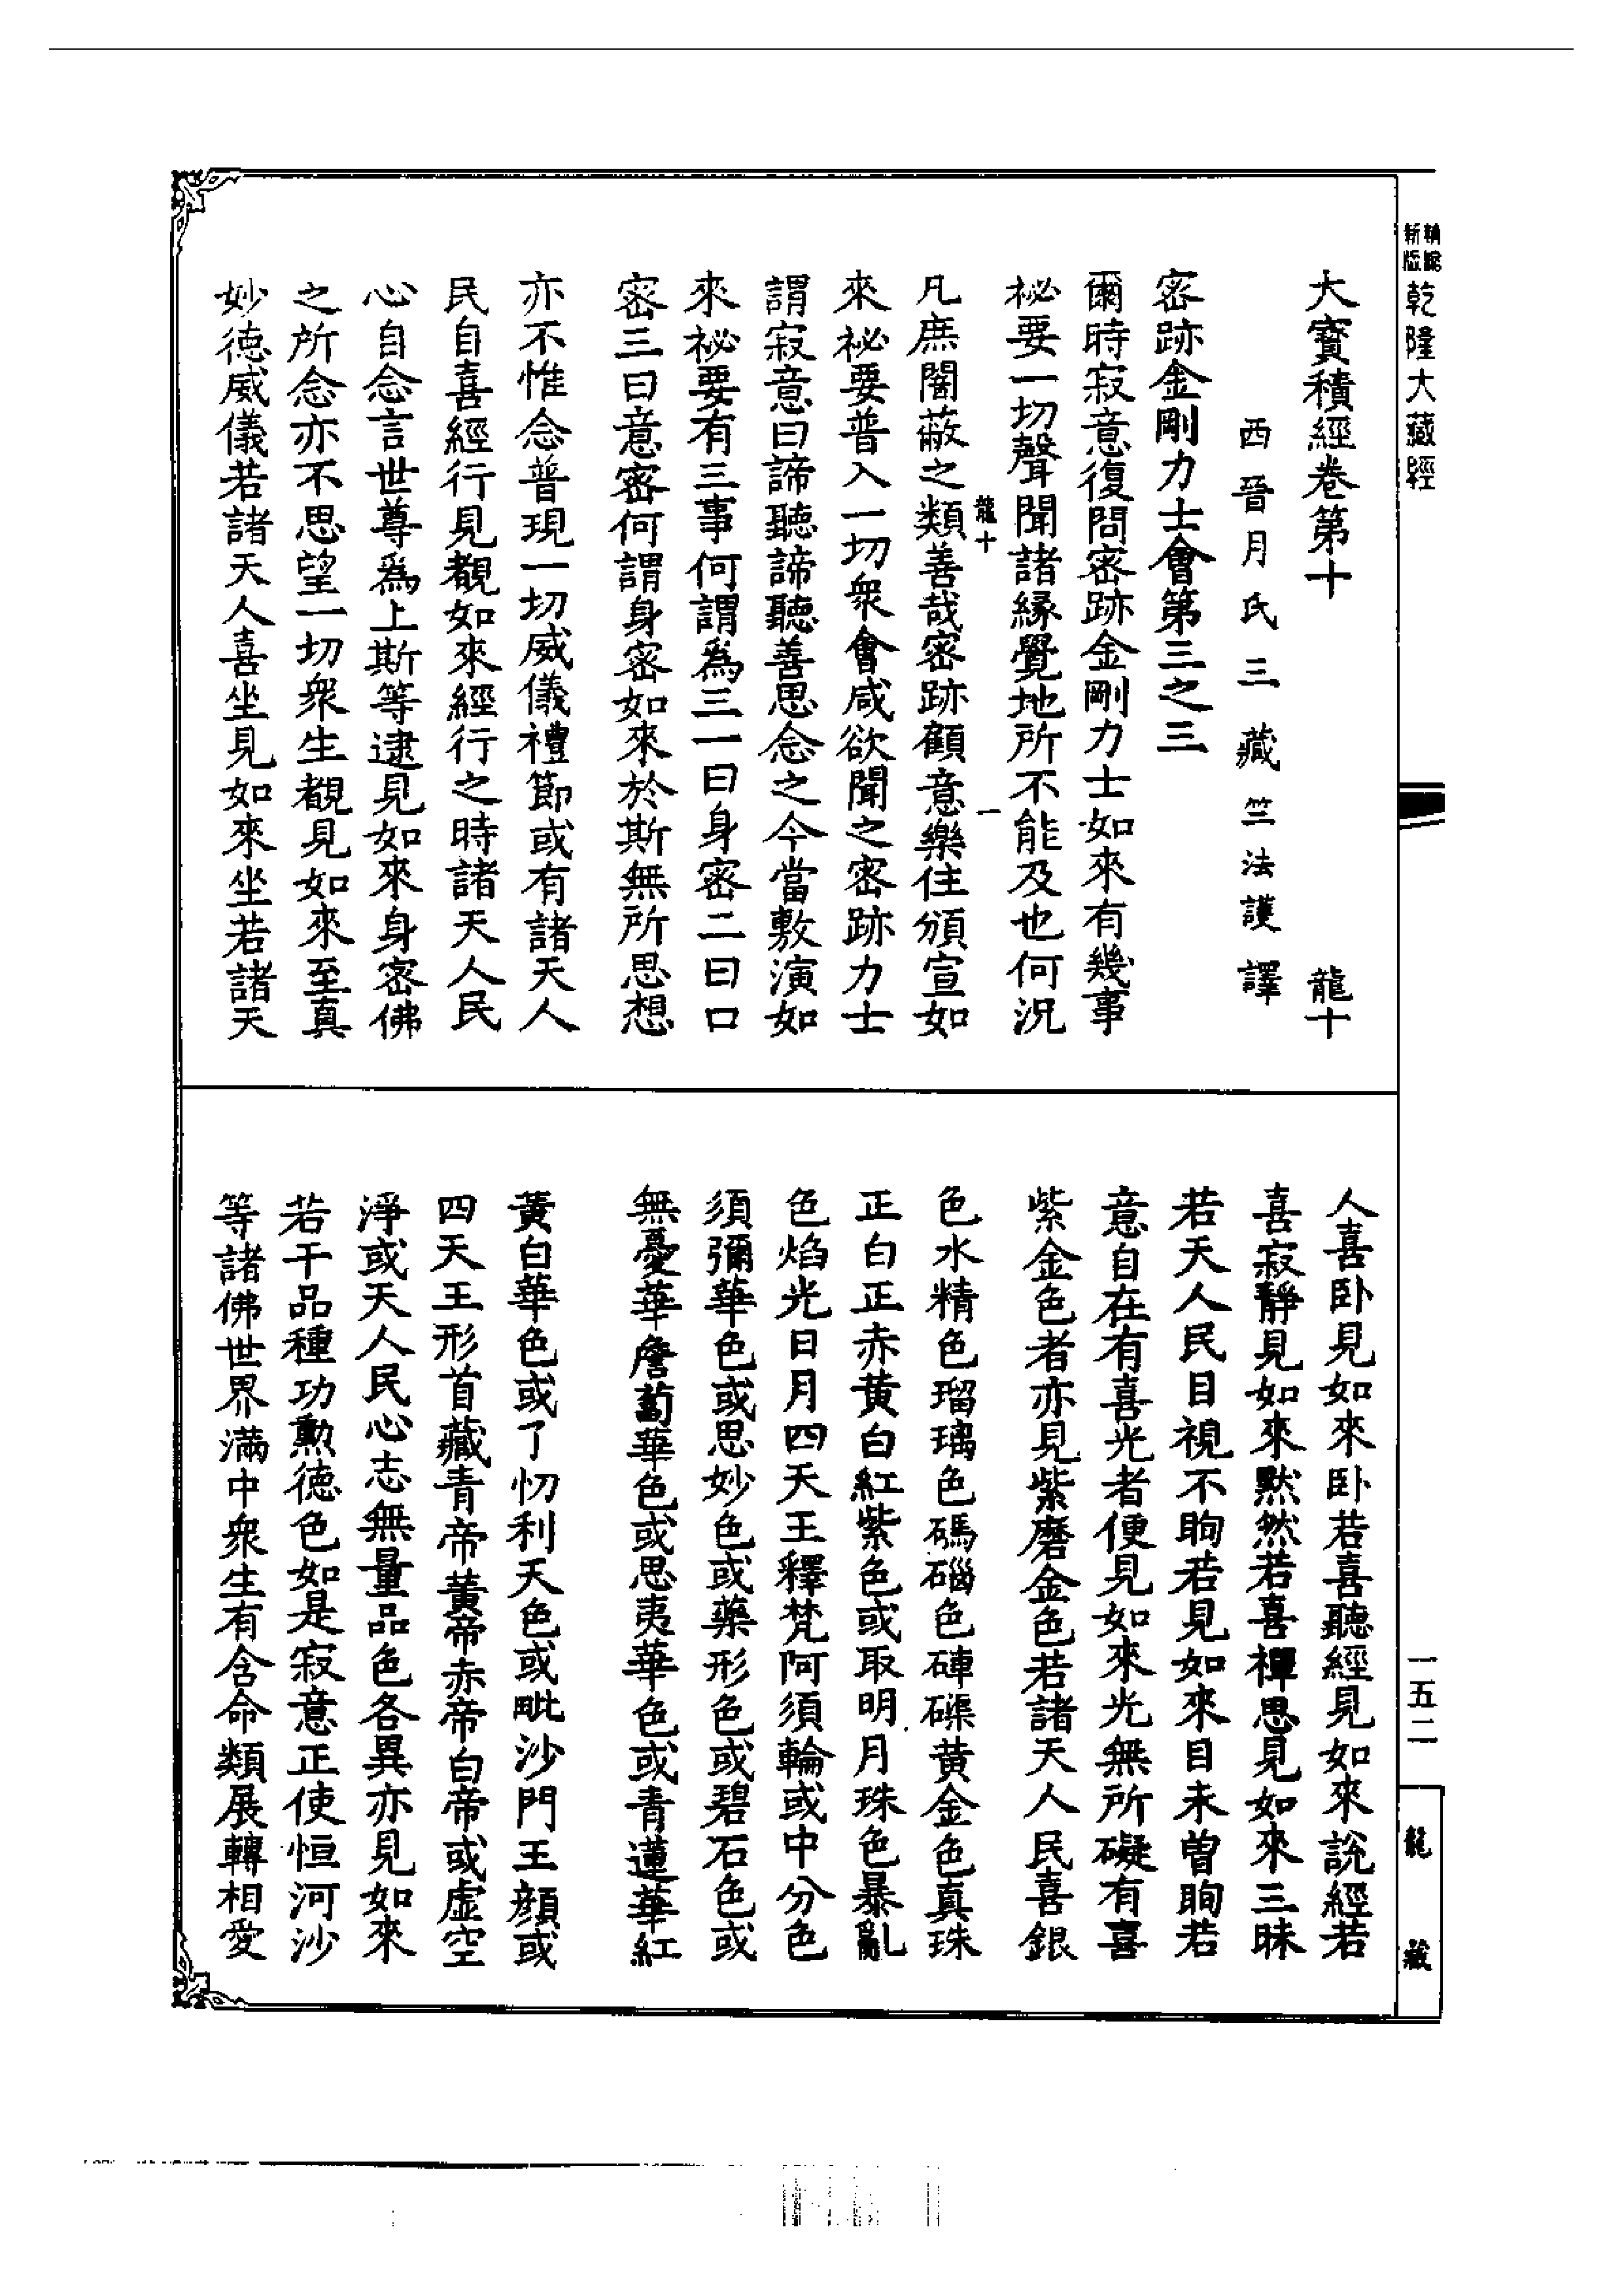 新編
縮版
乾隆大藏經
大寶積經卷第十　龍十
西晉月氏三藏竺法護譯
密跡金剛力士會第三之三
爾時寂意復問密跡金剛力士如來有幾事
祕要一切聲聞諸緣覺地所不能及也何況
龍十　一
凡庶闇蔽之類善哉密跡顧意樂住頒宣如
來祕要普入一切衆會咸欲聞之密跡力士
謂寂意曰諦聽諦聽善思念之今當敷演如
來祕要有三事何謂爲三一曰身密二曰口
密三曰意密何謂身密如來於斯無所思想
亦不惟念普現一切威儀禮節或有諸天人
民自喜經行見覩如來經行之時諸天人民
心自念言世尊爲上斯等逮見如來身密佛
之所念亦不思望一切衆生覩見如來至真
妙德威儀若諸天人喜坐見如來坐若諸天
人喜卧見如來卧若喜聽經見如來說經若
喜寂靜見如來默然若喜禪思見如來三昧
若天人民目視不眴若見如來目未曾眴若
意自在有喜光者便見如來光無所礙有喜
紫金色者亦見紫磨金色若諸天人民喜銀
色水精色瑠璃色碼碯色硨磲黄金色真珠
正白正赤黄白紅紫色或取明月珠色暴亂
色焰光日月四天王釋梵阿須輪或中分色
須彌華色或思妙色或藥形色或碧石色或
無憂華詹蔔華色或思夷華色或青蓮華紅
黄白華色或了忉利天色或毗沙門王顔或
四天王形首藏青帝黄帝赤帝白帝或虛空
淨或天人民心志無量品色各異亦見如來
若干品種功勳德色如是寂意正使恒河沙
等諸佛世界滿中衆生有含命類展轉相愛
一五二
龍藏